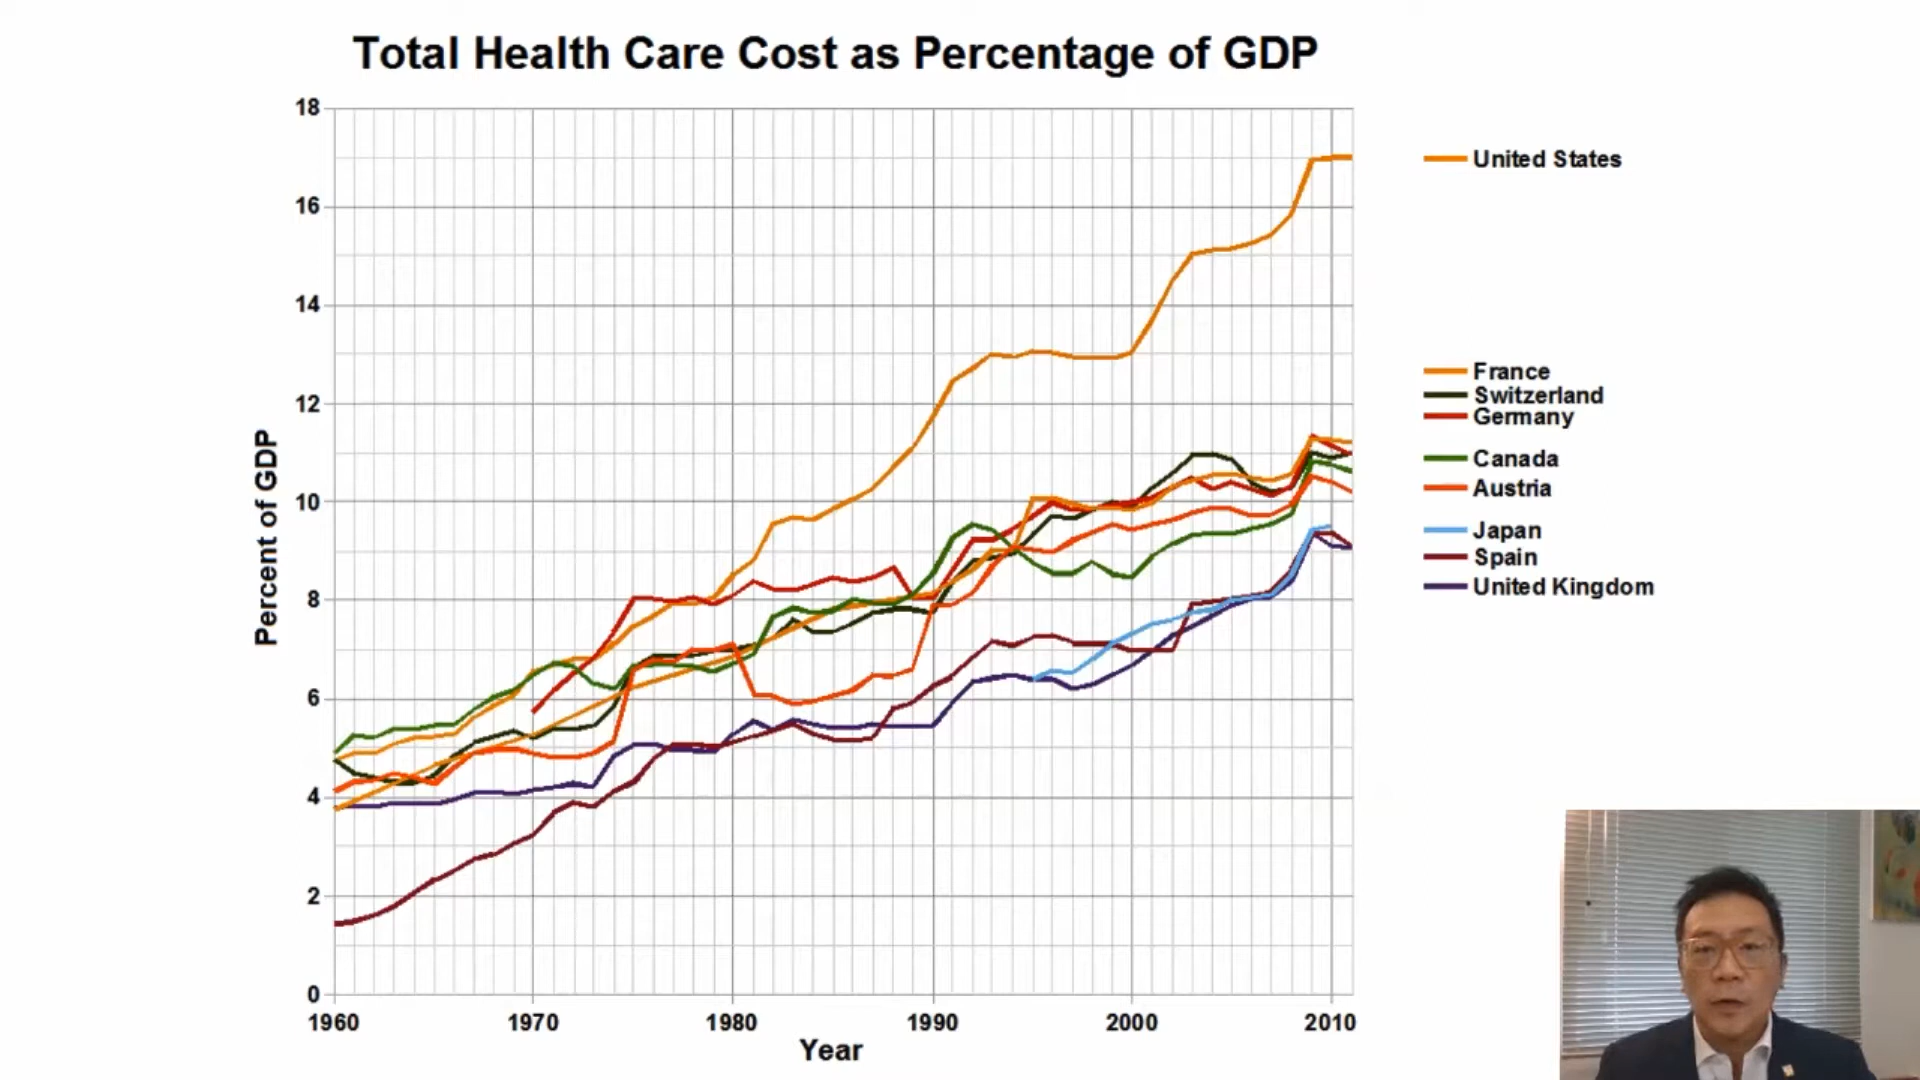 Total Health Care Cost as Percentage of GDP
18
16
14
12
10
8
6
4
2
0
Percent of GDP
1960 1970 1980 1990 2000 2010
Year
United States
France
Switzerland
Germany
Canada
Austria
Japan
Spain
United Kingdom